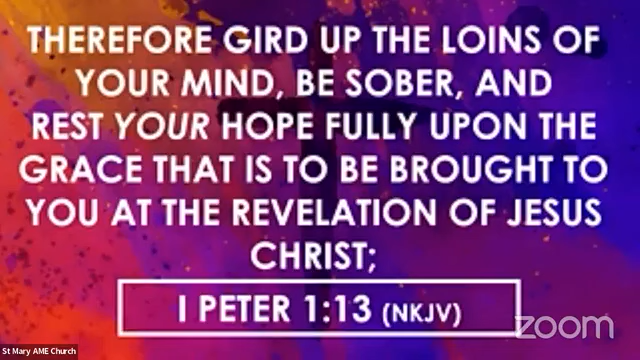 THEREFORE GIRD UP THE LOINS OF
YOUR MIND, BE SOBER, AND
REST YOUR HOPE FULLY UPON THE
GRACE THAT IS TO BE BROUGHT TO
YOU AT THE REVELATION OF JESUS
CHRIST;
I PETER 1:13 (NKJV)
zoom
St Mary AME Church